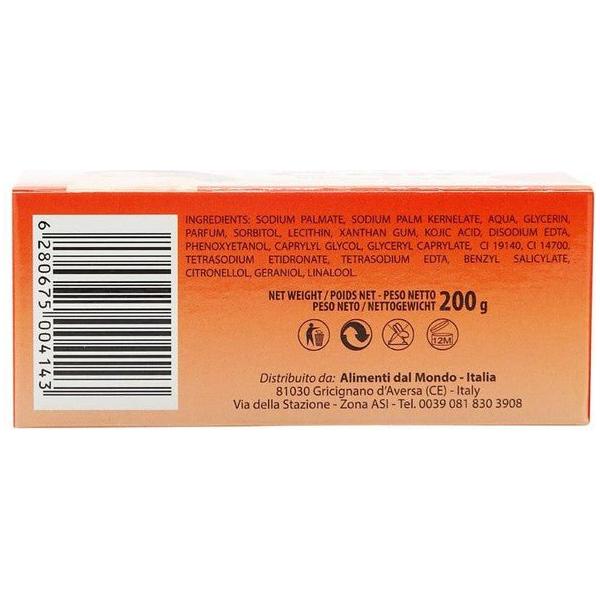 INGREDIENTS: SODIUM PALMATE, SODIUM PALM KERNELATE, AQUA, GLYCERIN,
PARFUM, SORBITOL, LECITHIN, XANTHAN GUM, KOJIC ACID, DISODIUM EDTA,
PHENOXYETANOL, CAPRYLYL GLYCOL, GLYCERYL CAPRYLATE, CI 19140, CI 14700,
TETRASODIUM ETIDRONATE, TETRASODIUM EDTA, BENZYL SALICYLATE,
CITRONELLOL, GERANIOL, LINALOOL.
NET WEIGHT / POIDS NET - PESO NETTO
PESO NETO / NETTOGEWICHT 200 g
12M
Distribuito da: Alimenti dal Mondo - Italia
81030 Gricignano d'Aversa (CE) - Italy
Via della Stazione - Zona ASI - Tel. 0039 081 830 3908
6 280675 004143